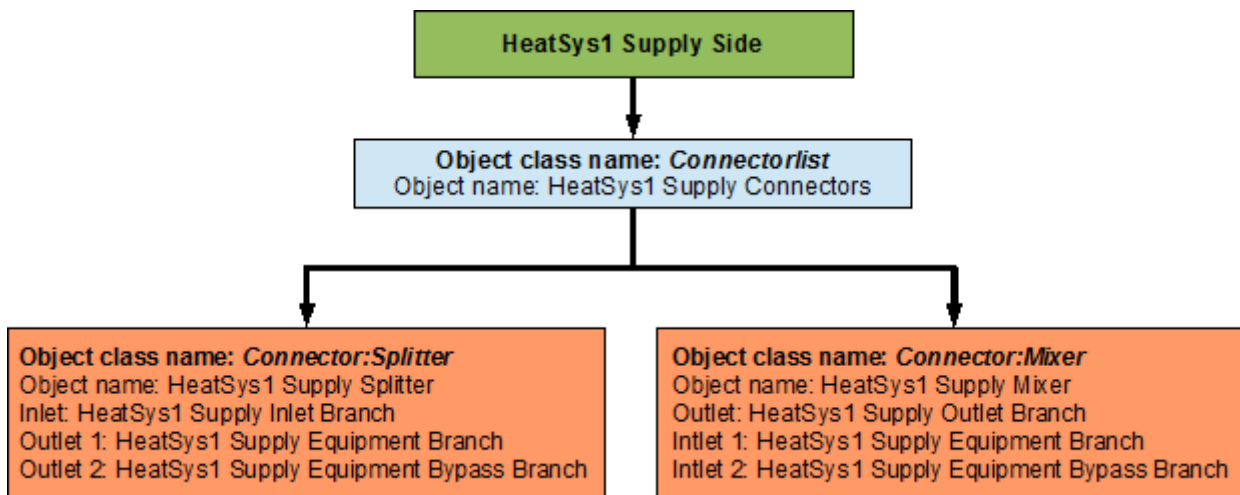 HeatSys1 Supply Side
Object class name: Connectorlist
Object name: HeatSys1 Supply Connectors
Object class name: Connector:Splitter
Object name: HeatSys1 Supply Splitter
Inlet: HeatSys1 Supply Inlet Branch
Outlet 1: HeatSys1 Supply Equipment Branch
Outlet 2: HeatSys1 Supply Equipment Bypass Branch
Object class name: Connector:Mixer
Object name: HeatSys1 Supply Mixer
Outlet: HeatSys1 Supply Outlet Branch
Intlet 1: HeatSys1 Supply Equipment Branch
Intlet 2: HeatSys1 Supply Equipment Bypass Branch